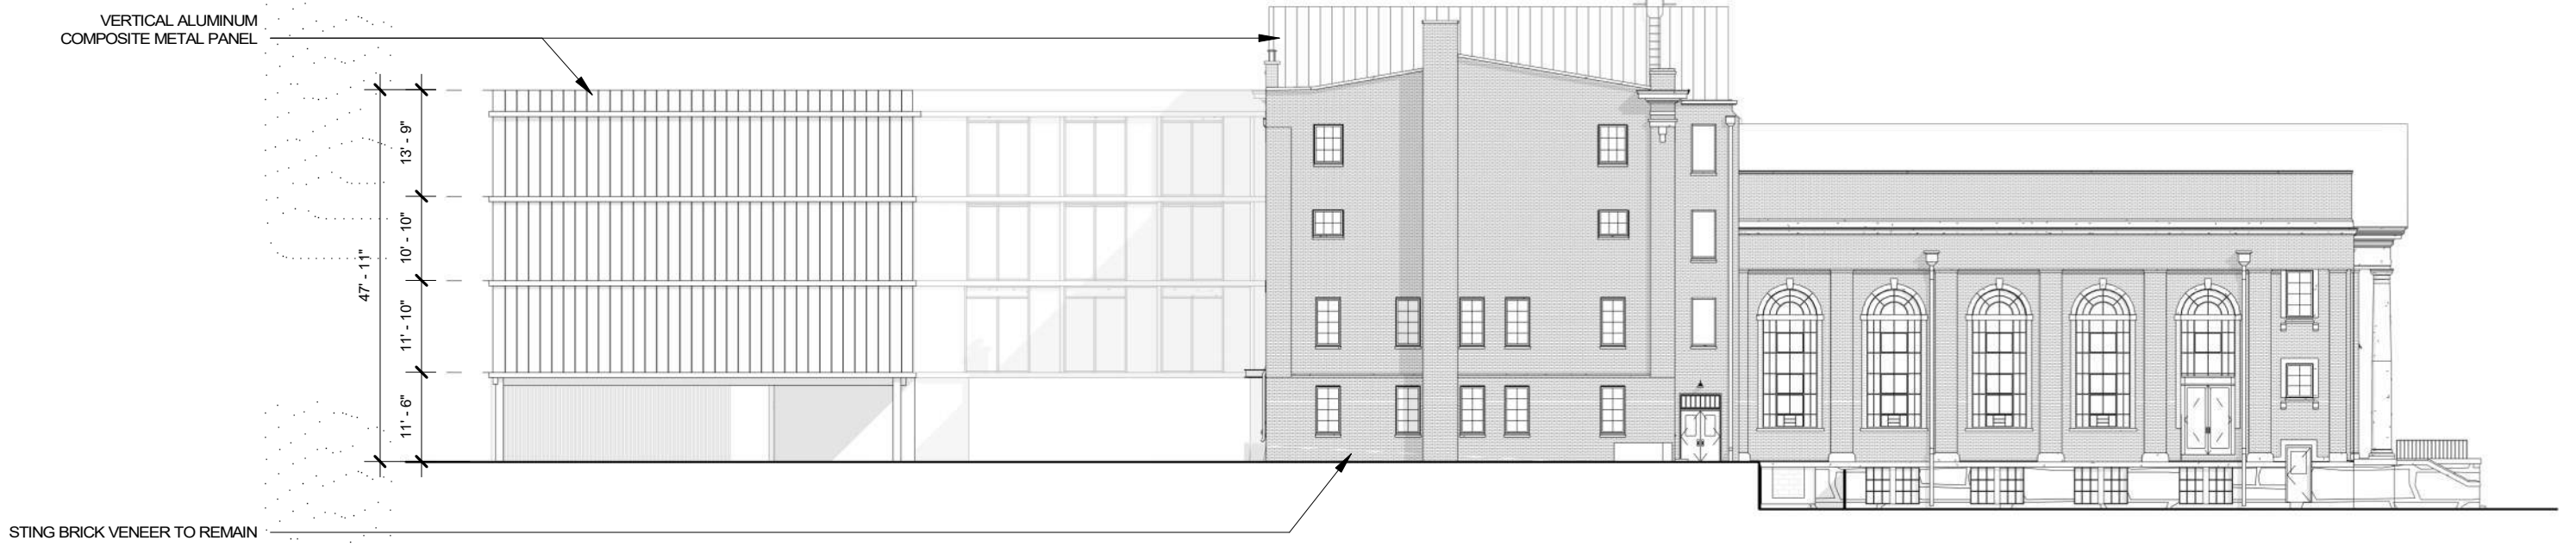 VERTICAL ALUMINUM
COMPOSITE METAL PANEL
13' - 9"
10' - 10"
47' - 11"
11' - 10"
11' - 6"
STING BRICK VENEER TO REMAIN